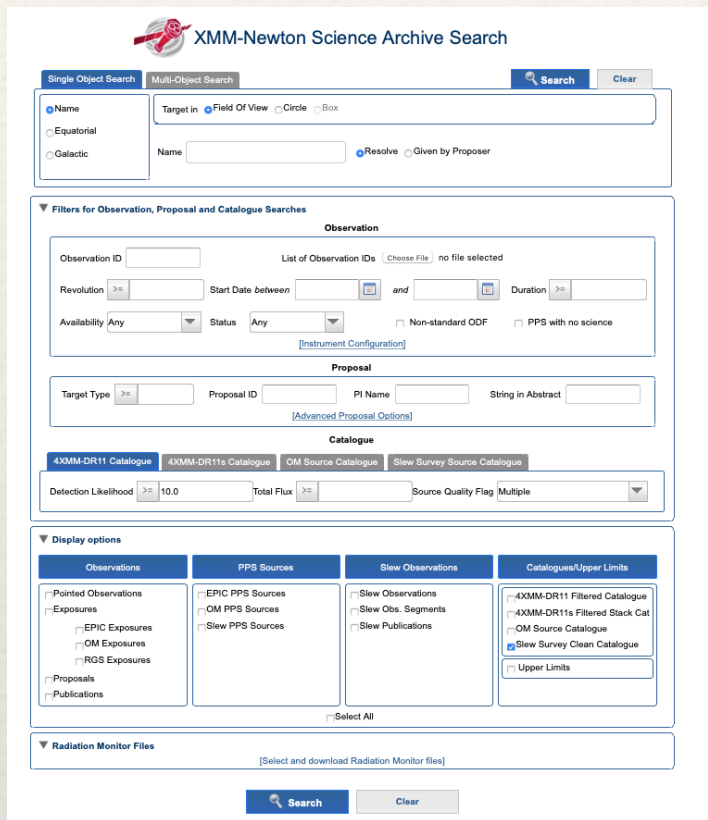 XMM-Newton Science Archive Search
Single Object Search Multi-Object Search Search Clear
Name Target in Field Of View Circle Box
Equatorial
Galactic Name Resolve Given by Proposer
Filters for Observation, Proposal and Catalogue Searches
Observation
Observation ID List of Observation IDs Choose File no file selected
Revolution >= Start Date between and Duration >=
Availability Any Status Any Non-standard ODF PPS with no science
[Instrument Configuration]
Proposal
Target Type >= Proposal ID PI Name String in Abstract
[Advanced Proposal Options]
Catalogue
4XMM-DR11 Catalogue 4XMM-DR11s Catalogue OM Source Catalogue Slew Survey Source Catalogue
Detection Likelihood >= 10.0 Total Flux >= Source Quality Flag Multiple
Display options
Observations PPS Sources Slew Observations Catalogues/Upper Limits
Pointed Observations EPIC PPS Sources Slew Observations 4XMM-DR11 Filtered Catalogue
Exposures OM PPS Sources Slew Obs. Segments 4XMM-DR11s Filtered Stack Cat
EPIC Exposures Slew PPS Sources Slew Publications OM Source Catalogue
OM Exposures Slew Survey Clean Catalogue
RGS Exposures Upper Limits
Proposals
Publications
Select All
Radiation Monitor Files
[Select and download Radiation Monitor files]
Search Clear